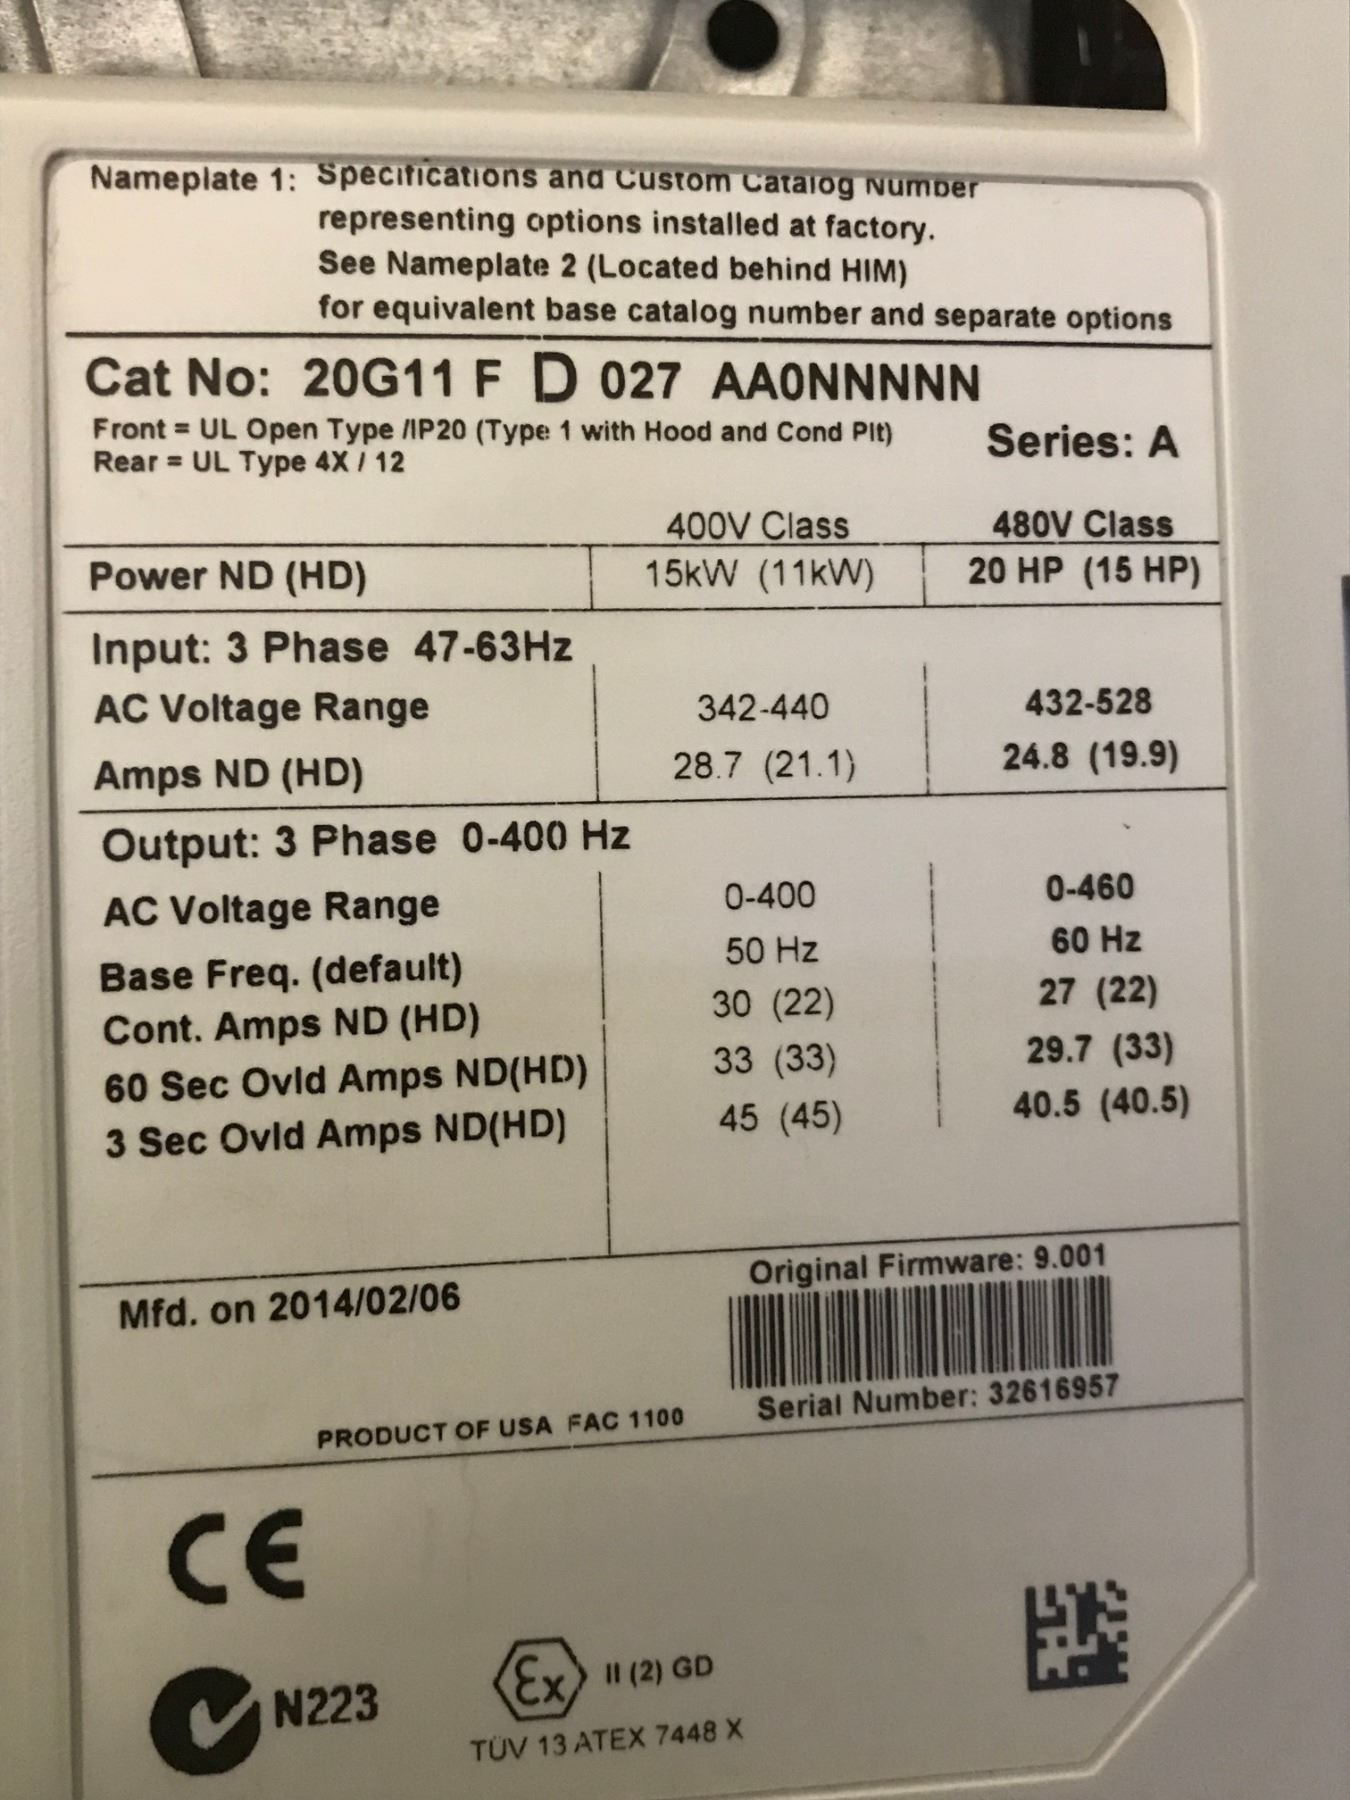 Nameplate 1: Specifications and Custom Catalog Number
representing options installed at factory.
See Nameplate 2 (Located behind HIM)
for equivalent base catalog number and separate options
Cat No: 20G11 F D 027 AA0NNNNN
Front = UL Open Type /IP20 (Type 1 with Hood and Cond Plt)
Rear = UL Type 4X / 12
Series: A
400V Class 480V Class
Power ND (HD) 15kW (11kW) 20 HP (15 HP)
Input: 3 Phase 47-63Hz
AC Voltage Range 342-440 432-528
Amps ND (HD) 28.7 (21.1) 24.8 (19.9)
Output: 3 Phase 0-400 Hz
AC Voltage Range 0-400 0-460
Base Freq. (default) 50 Hz 60 Hz
Cont. Amps ND (HD) 30 (22) 27 (22)
60 Sec Ovld Amps ND(HD) 33 (33) 29.7 (33)
3 Sec Ovld Amps ND(HD) 45 (45) 40.5 (40.5)
Original Firmware: 9.001
Mfd. on 2014/02/06
Serial Number: 32616957
PRODUCT OF USA FAC 1100
CE
N223
Ex II (2) GD
TÜV 13 ATEX 7448 X